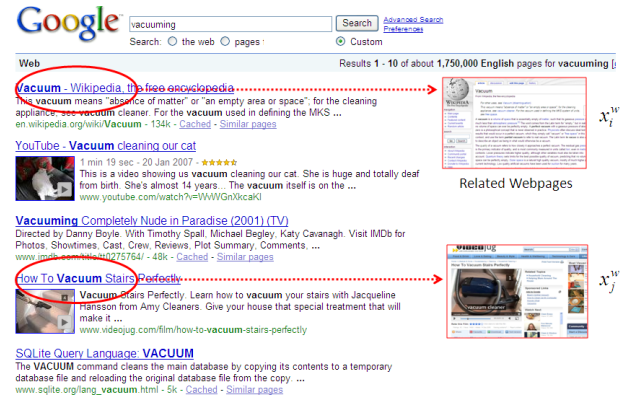 Google
vacuuming
Search
Advanced Search
Preferences
Search: the web pages Custom
Web Results 1 - 10 of about 1,750,000 English pages for vacuuming
Vacuum - Wikipedia, the free encyclopedia
This vacuum means "absence of matter" or "an empty area or space"; for the cleaning
appliance, see vacuum cleaner. For the vacuum used in defining the MKS ...
en.wikipedia.org/wiki/Vacuum - 134k - Cached - Similar pages
x_i^w
Related Webpages
YouTube - Vacuum cleaning our cat
1 min 19 sec - 20 Jan 2007 -
This is a video showing us vacuum cleaning our cat. She is huge and totally deaf
from birth. She's almost 14 years... The vacuum itself is on the ...
www.youtube.com/watch?v=WvWGnXkcaKI
Vacuuming Completely Nude in Paradise (2001) (TV)
Directed by Danny Boyle. With Timothy Spall, Michael Begley, Katy Cavanagh. Visit IMDb for
Photos, Showtimes, Cast, Crew, Reviews, Plot Summary, Comments, ...
www.imdb.com/title/tt0275764/ - 48k - Cached - Similar pages
How To Vacuum Stairs Perfectly
Vacuum Stairs Perfectly. Learn how to vacuum your stairs with Jacqueline
Hansson from Amy Cleaners. Give your house that special treatment that will
make it ...
www.videojug.com/film/how-to-vacuum-stairs-perfectly
videojug
How To Vacuum Stairs Perfectly
vacuum cleaner
x_j^w
SQLite Query Language: VACUUM
The VACUUM command cleans the main database by copying its contents to a temporary
database file and reloading the original database file from the copy. ...
www.sqlite.org/lang_vacuum.html - 5k - Cached - Similar pages